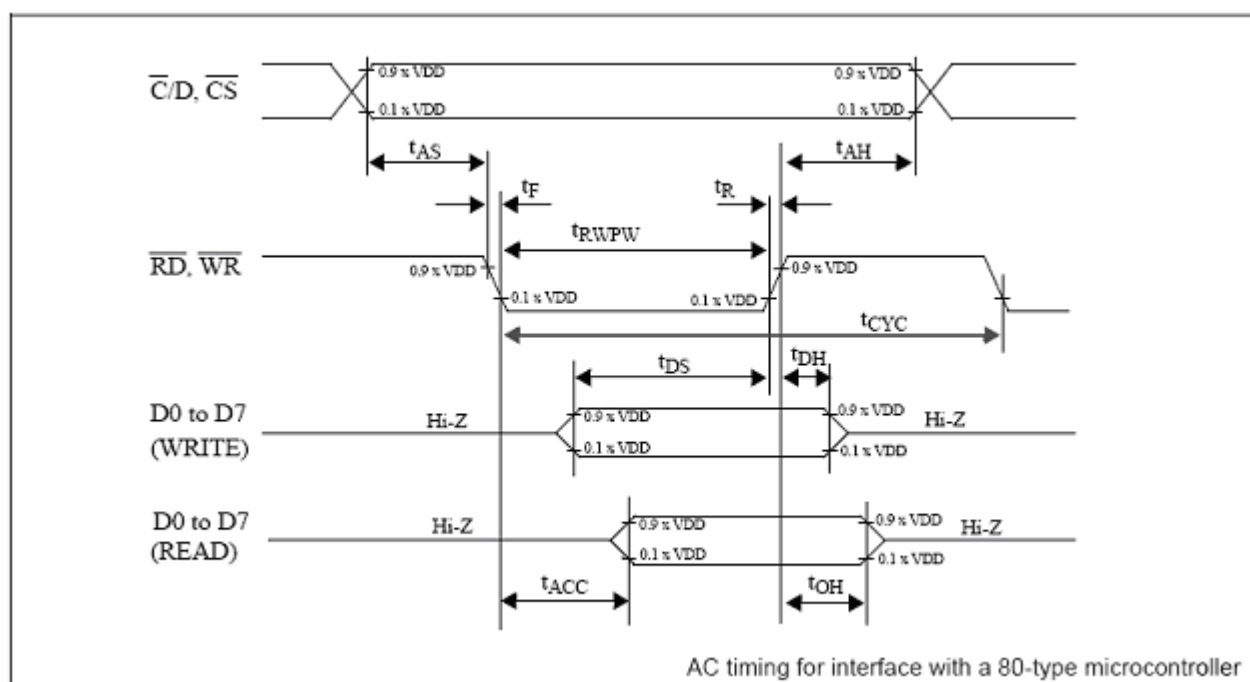 C̅/D, C̅S̅
0.9 x VDD
0.9 x VDD
0.1 x VDD
0.1 x VDD
tAS
tAH
tF
tR
tRWPW
R̅D̅, W̅R̅
0.9 x VDD
0.9 x VDD
0.1 x VDD
0.1 x VDD
tCYC
tDS
tDH
D0 to D7
(WRITE)
Hi-Z
0.9 x VDD
0.9 x VDD
Hi-Z
0.1 x VDD
0.1 x VDD
D0 to D7
(READ)
Hi-Z
0.9 x VDD
0.9 x VDD
Hi-Z
0.1 x VDD
0.1 x VDD
tACC
tOH
AC timing for interface with a 80-type microcontroller